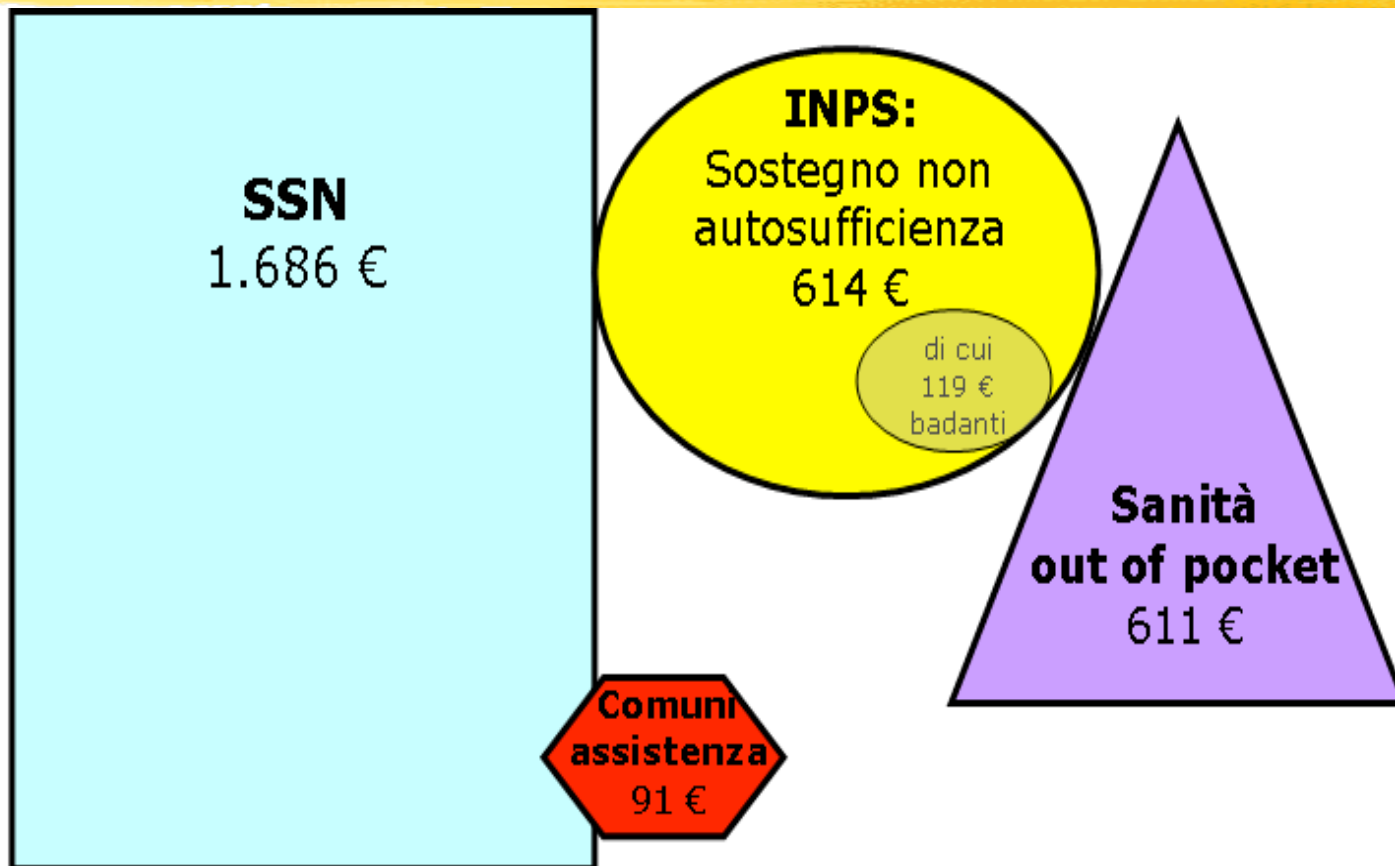 SSN
1.686 €
INPS:
Sostegno non
autosufficienza
614 €
di cui
119 €
badanti
Sanità
out of pocket
611 €
Comuni
assistenza
91 €